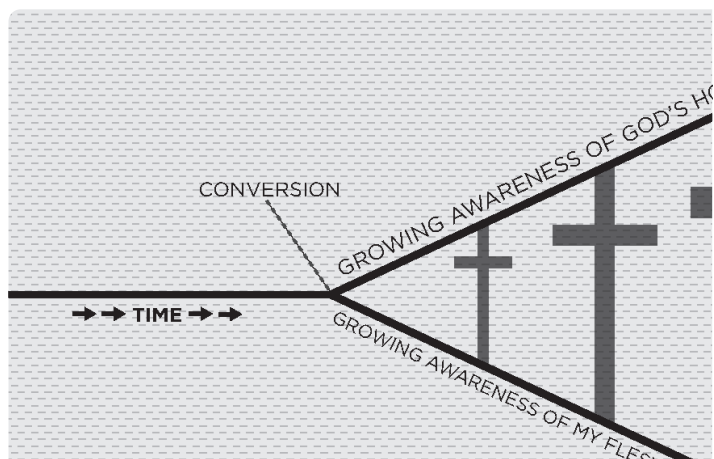 CONVERSION
GROWING AWARENESS OF GOD'S
TIME
GROWING AWARENESS OF MY